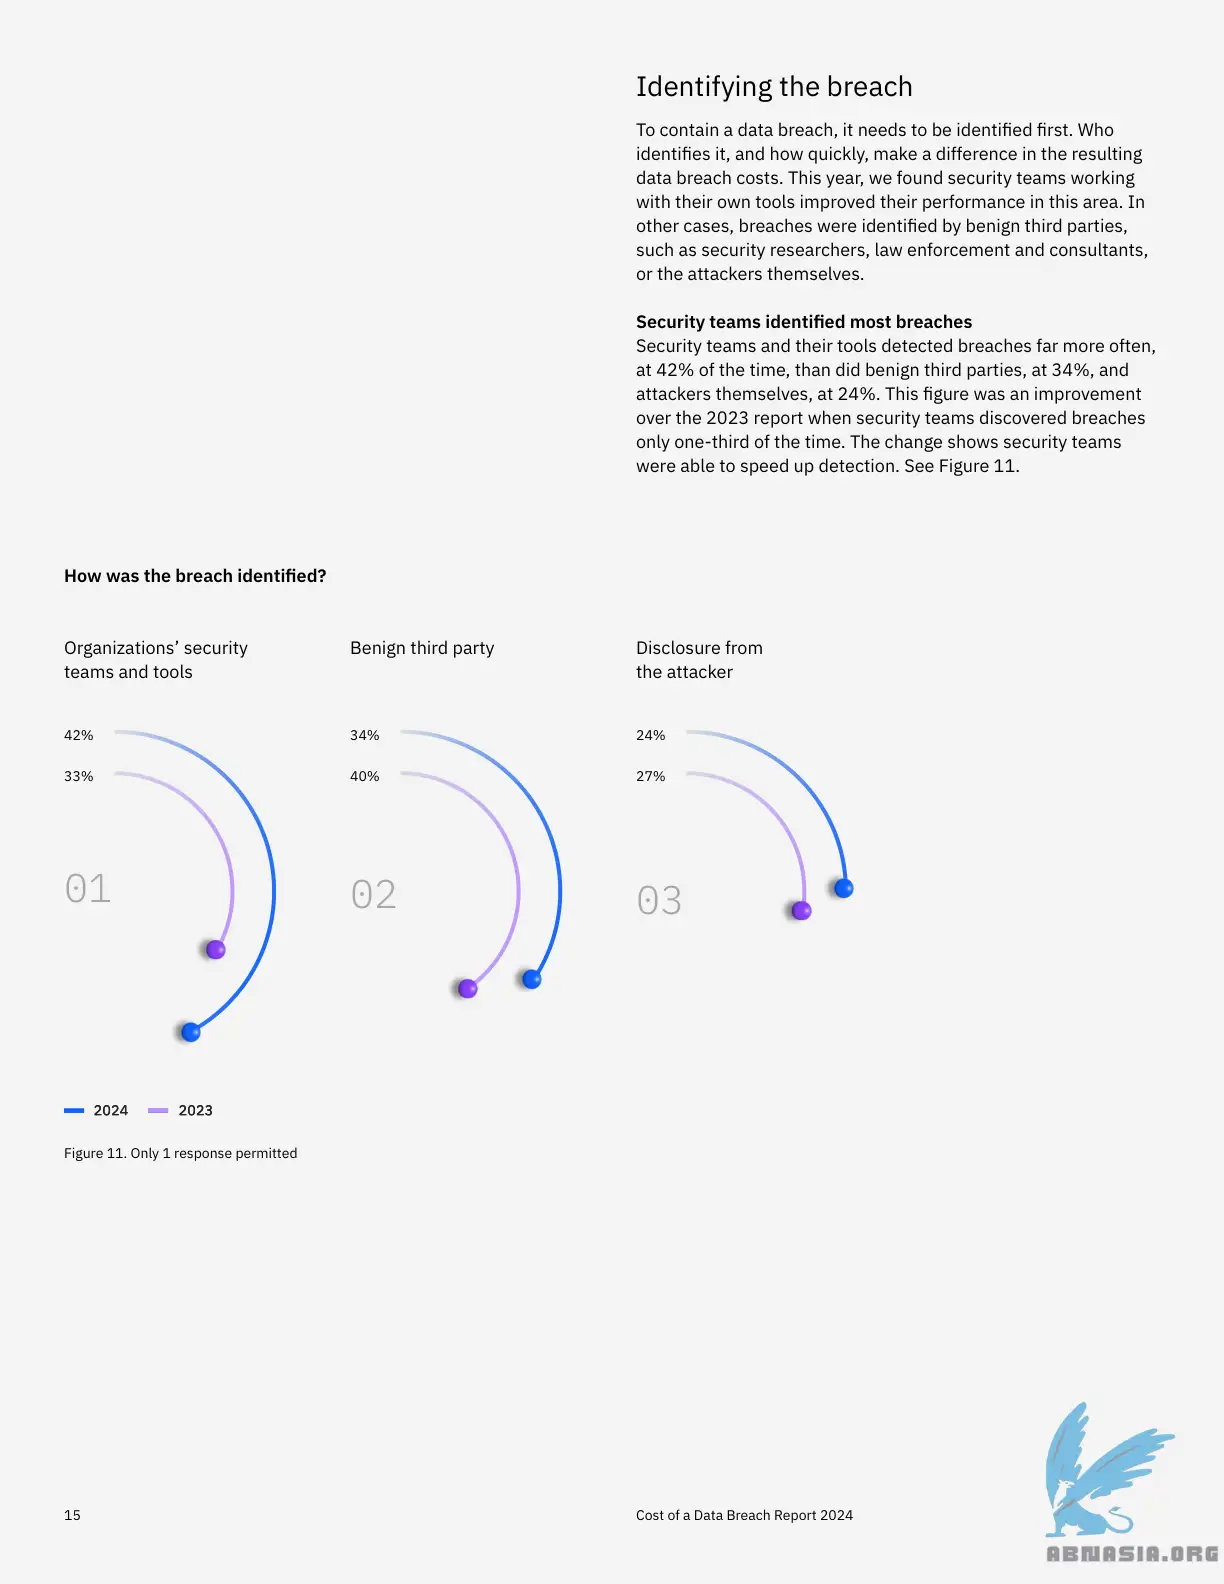 Identifying the breach
To contain a data breach, it needs to be identified first. Who
identifies it, and how quickly, make a difference in the resulting
data breach costs. This year, we found security teams working
with their own tools improved their performance in this area. In
other cases, breaches were identified by benign third parties,
such as security researchers, law enforcement and consultants,
or the attackers themselves.
Security teams identified most breaches
Security teams and their tools detected breaches far more often,
at 42% of the time, than did benign third parties, at 34%, and
attackers themselves, at 24%. This figure was an improvement
over the 2023 report when security teams discovered breaches
only one-third of the time. The change shows security teams
were able to speed up detection. See Figure 11.
How was the breach identified?
Organizations’ security
teams and tools
42%
33%
01
Benign third party
34%
40%
02
Disclosure from
the attacker
24%
27%
03
2024 2023
Figure 11. Only 1 response permitted
15
Cost of a Data Breach Report 2024
ABNASIA.ORG